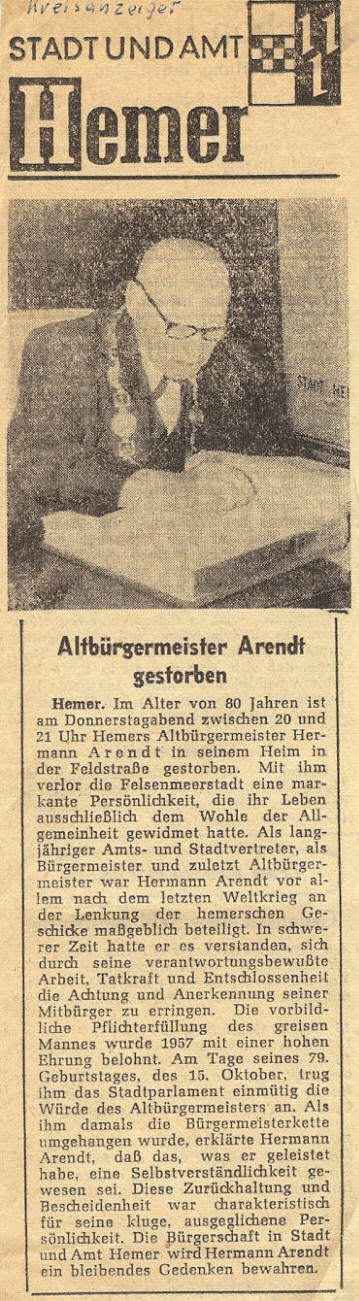 Kreisanzeiger
STADT UND AMT
Hemer
STADT HE
Altbürgermeister Arendt
gestorben
Hemer. Im Alter von 80 Jahren ist
am Donnerstagabend zwischen 20 und
21 Uhr Hemers Altbürgermeister Her-
mann Arendt in seinem Heim in
der Feldstraße gestorben. Mit ihm
verlor die Felsenmeerstadt eine mar-
kante Persönlichkeit, die ihr Leben
ausschließlich dem Wohle der All-
gemeinheit gewidmet hatte. Als lang-
jähriger Amts- und Stadtvertreter, als
Bürgermeister und zuletzt Altbürger-
meister war Hermann Arendt vor al-
lem nach dem letzten Weltkrieg an
der Lenkung der hemerschen Ge-
schicke maßgeblich beteiligt. In schwe-
rer Zeit hatte er es verstanden, sich
durch seine verantwortungsbewußte
Arbeit, Tatkraft und Entschlossenheit
die Achtung und Anerkennung seiner
Mitbürger zu erringen. Die vorbild-
liche Pflichterfüllung des greisen
Mannes wurde 1957 mit einer hohen
Ehrung belohnt. Am Tage seines 79.
Geburtstages, des 15. Oktober, trug
ihm das Stadtparlament einmütig die
Würde des Altbürgermeisters an. Als
ihm damals die Bürgermeisterkette
umgehangen wurde, erklärte Hermann
Arendt, daß das, was er geleistet
habe, eine Selbstverständlichkeit ge-
wesen sei. Diese Zurückhaltung und
Bescheidenheit war charakteristisch
für seine kluge, ausgeglichene Per-
sönlichkeit. Die Bürgerschaft in Stadt
und Amt Hemer wird Hermann Arendt
ein bleibendes Gedenken bewahren.